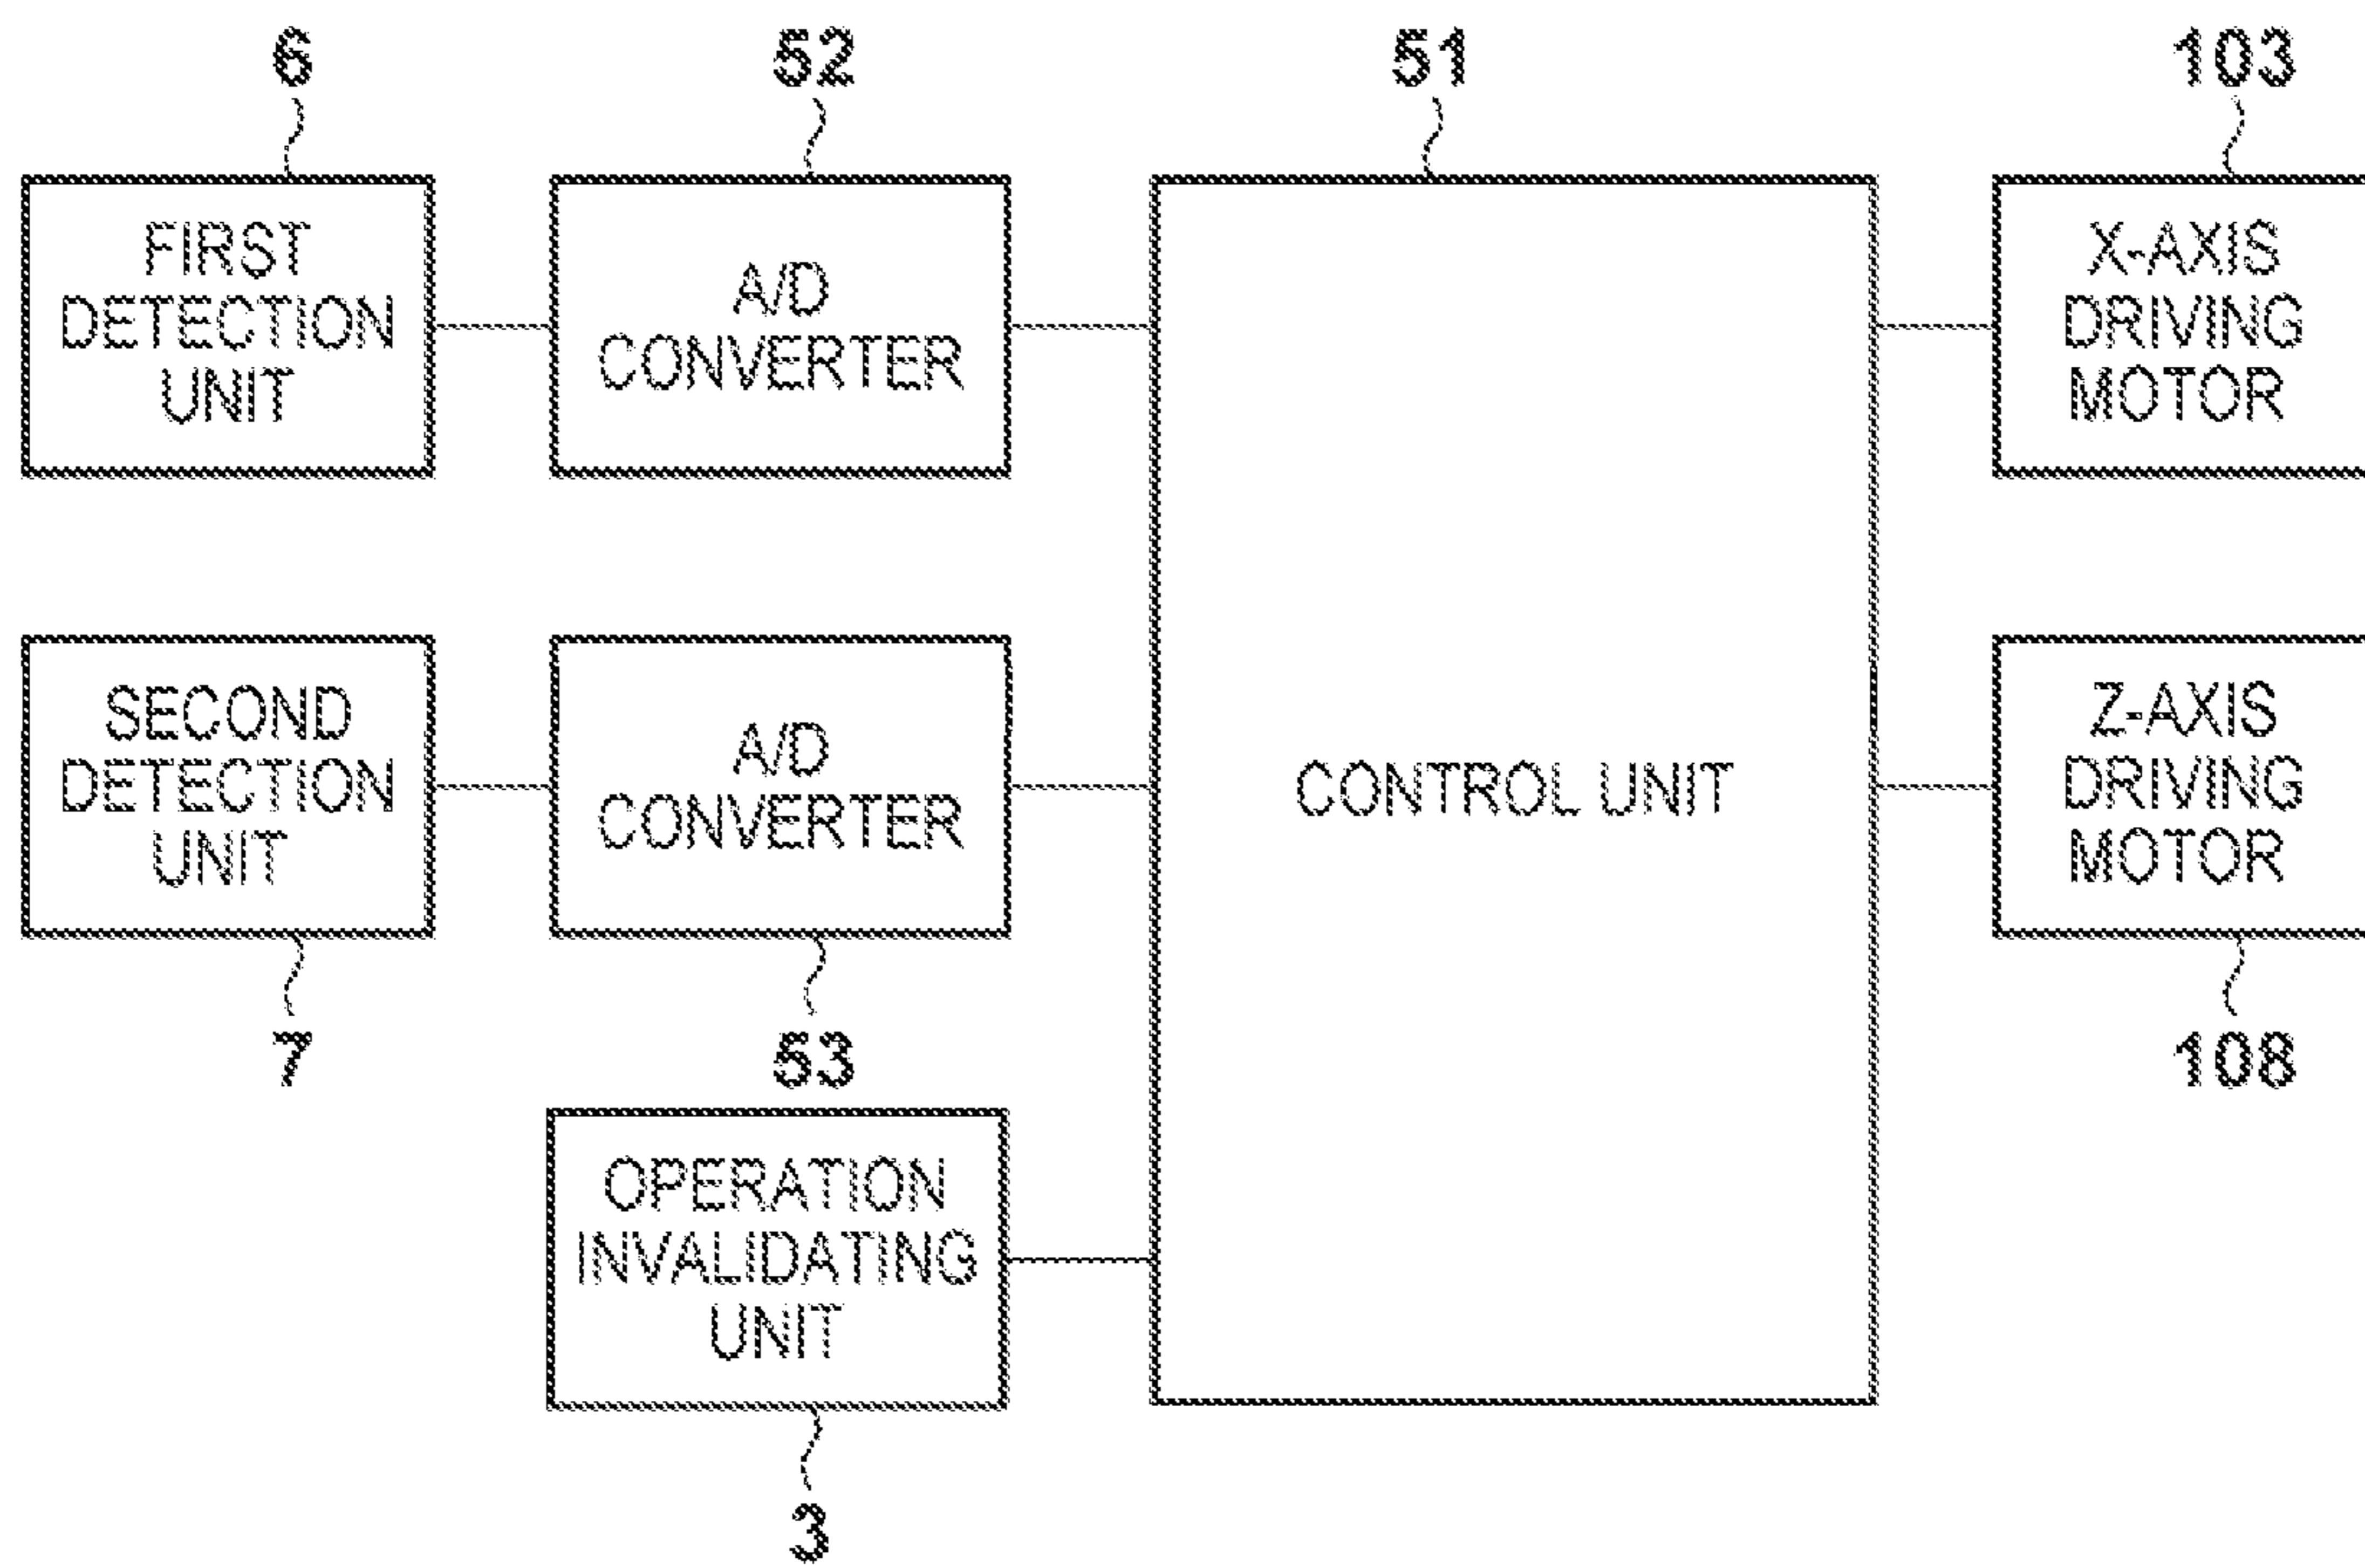 6
52
51
103
FIRST
DETECTION
UNIT
A/D
CONVERTER
X-AXIS
DRIVING
MOTOR
SECOND
DETECTION
UNIT
A/D
CONVERTER
CONTROL UNIT
Z-AXIS
DRIVING
MOTOR
7
53
108
OPERATION
INVALIDATING
UNIT
3